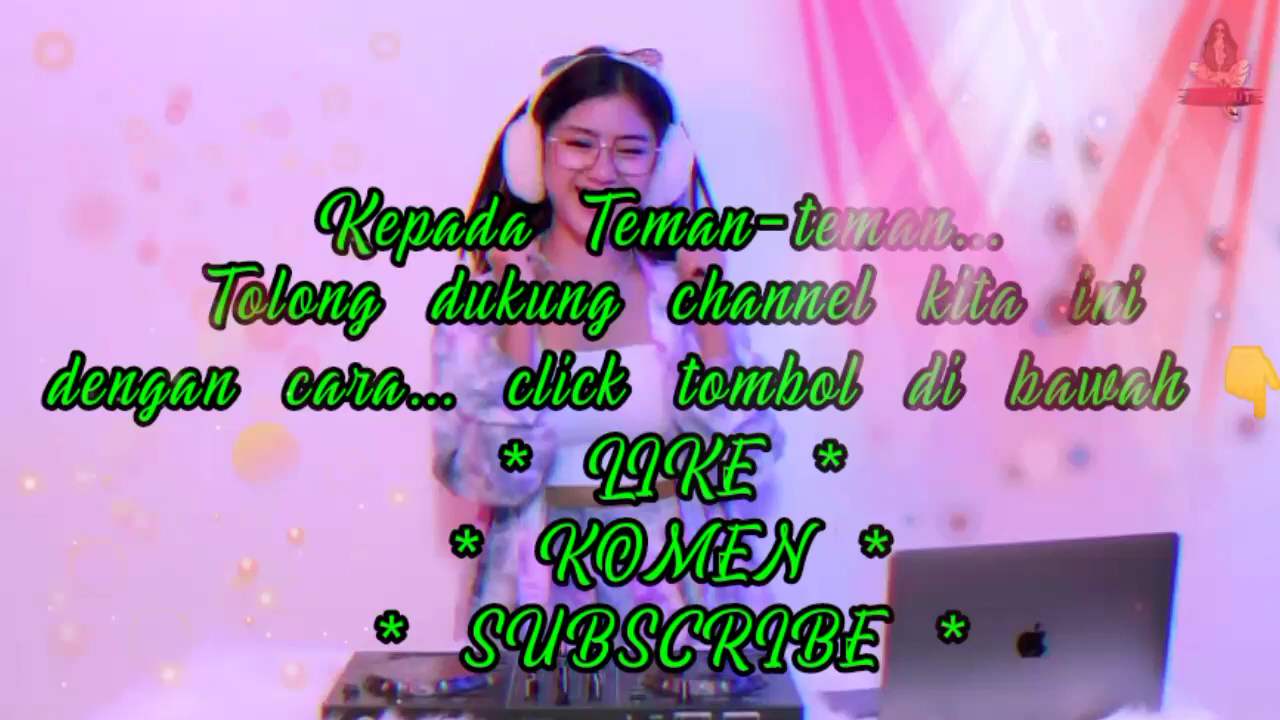 Kepada Teman-teman...
Tolong dukung channel kita ini
dengan cara... click tombol di bawah 👇
* LIKE *
* KOMEN *
* SUBSCRIBE *